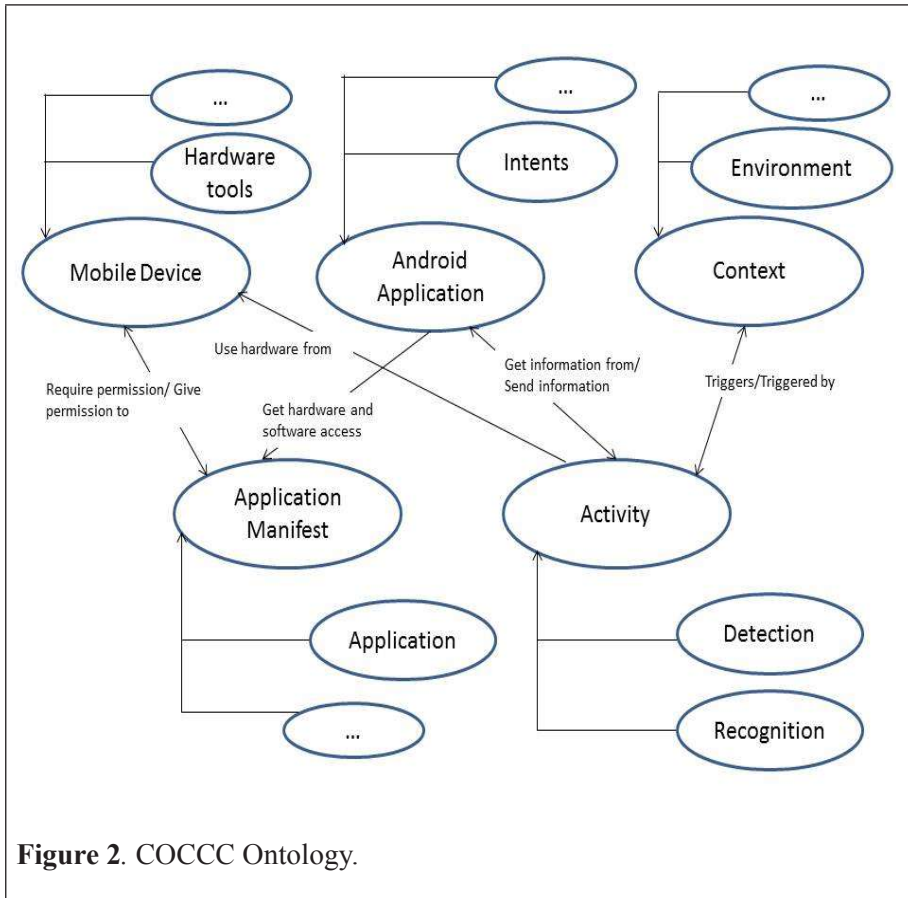 ...
Hardware
tools
Mobile Device
...
Intents
Android
Application
...
Environment
Context
Use hardware from
Require permission/ Give
permission to
Get hardware and
software access
Get information from/
Send information
Triggers/Triggered by
Application
Manifest
Activity
Application
...
Detection
Recognition
Figure 2. COCCC Ontology.